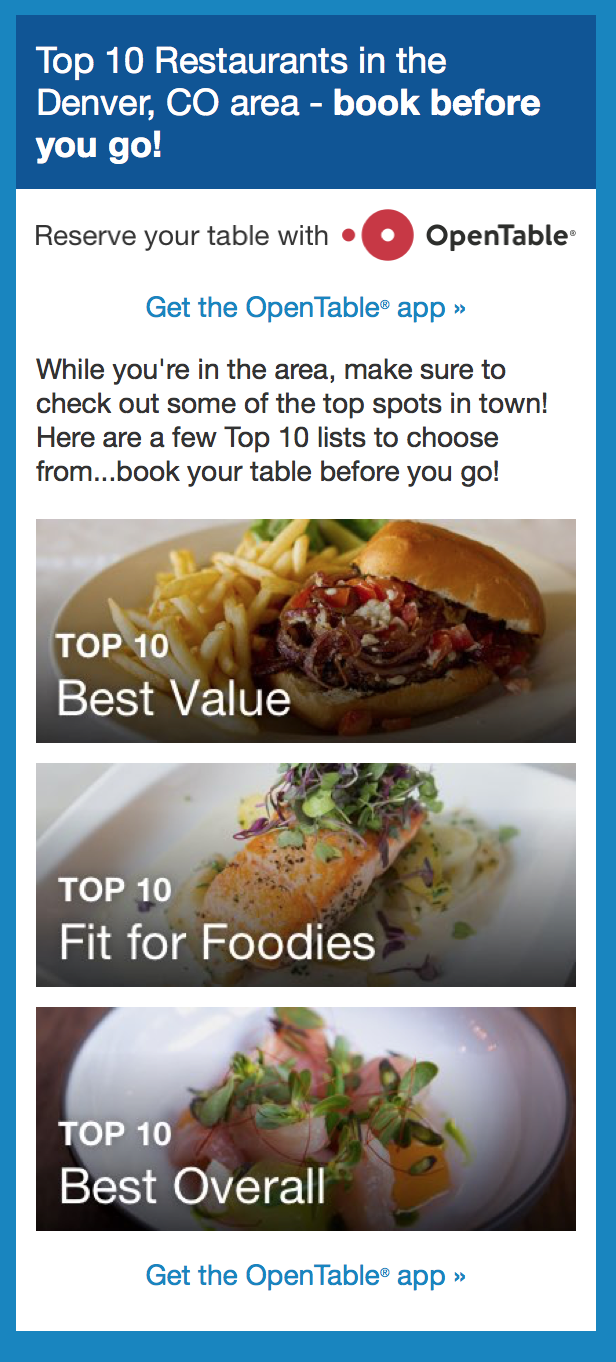 Top 10 Restaurants in the
Denver, CO area - book before
you go!
Reserve your table with OpenTable®
Get the OpenTable® app »
While you're in the area, make sure to
check out some of the top spots in town!
Here are a few Top 10 lists to choose
from...book your table before you go!
TOP 10
Best Value
TOP 10
Fit for Foodies
TOP 10
Best Overall
Get the OpenTable® app »